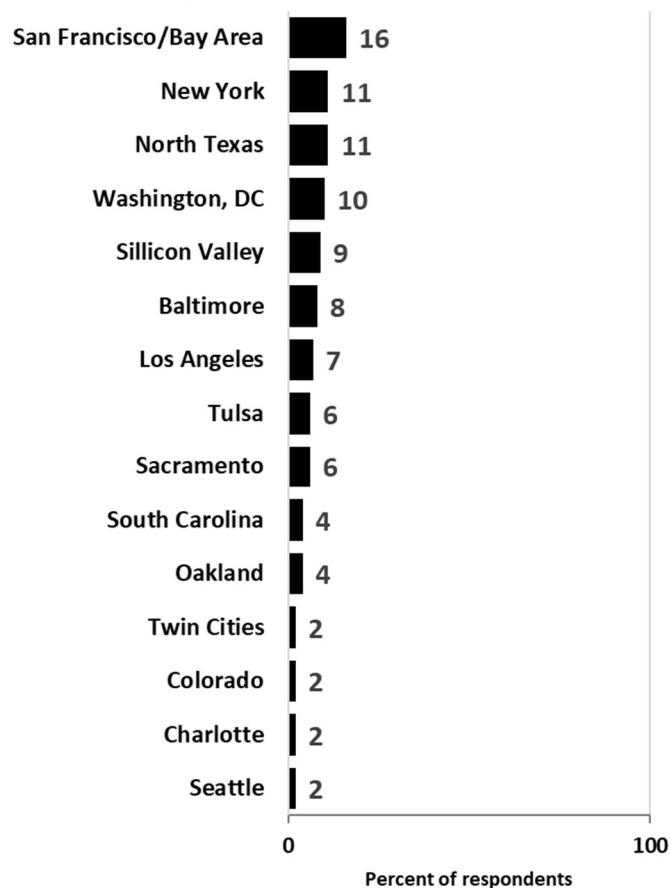 San Francisco/Bay Area 16
New York 11
North Texas 11
Washington, DC 10
Sillicon Valley 9
Baltimore 8
Los Angeles 7
Tulsa 6
Sacramento 6
South Carolina 4
Oakland 4
Twin Cities 2
Colorado 2
Charlotte 2
Seattle 2
0 100
Percent of respondents